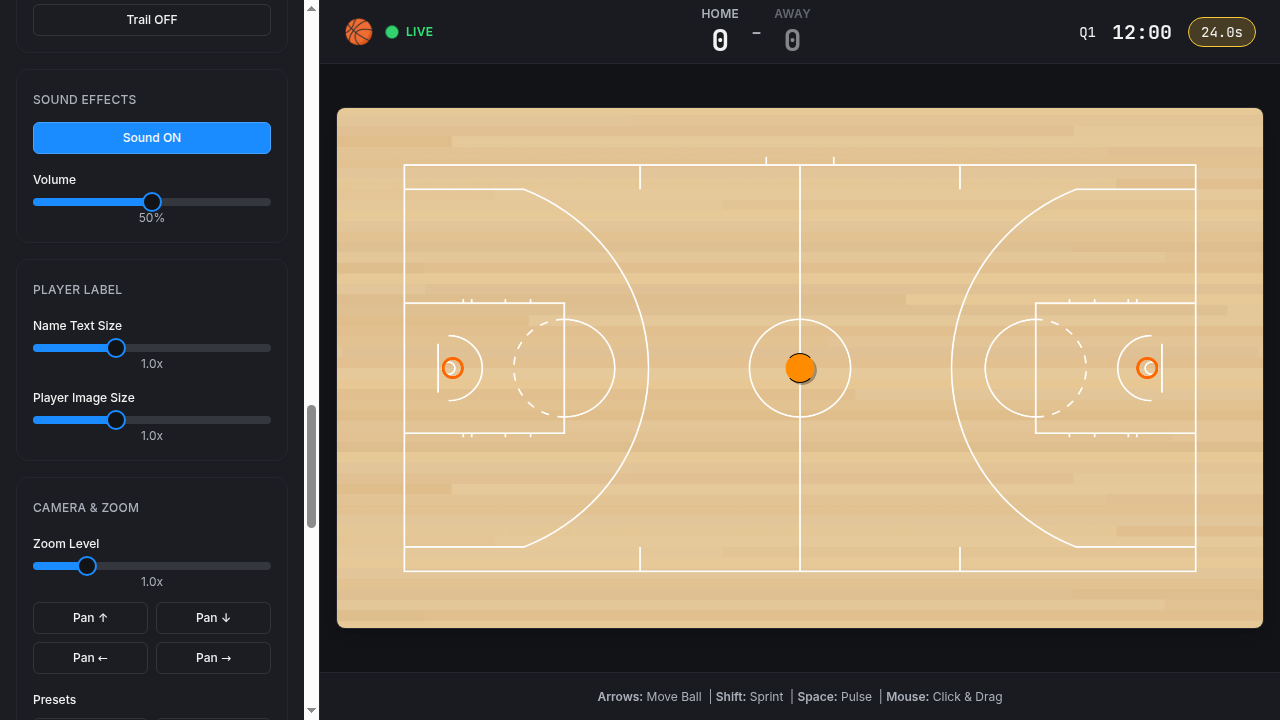 Trail OFF
SOUND EFFECTS
Sound ON
Volume
50%
PLAYER LABEL
Name Text Size
1.0x
Player Image Size
1.0x
CAMERA & ZOOM
Zoom Level
1.0x
Pan ↑
Pan ↓
Pan ←
Pan →
Presets
LIVE
HOME
0
-
AWAY
0
Q1
12:00
24.0s
Arrows: Move Ball | Shift: Sprint | Space: Pulse | Mouse: Click & Drag